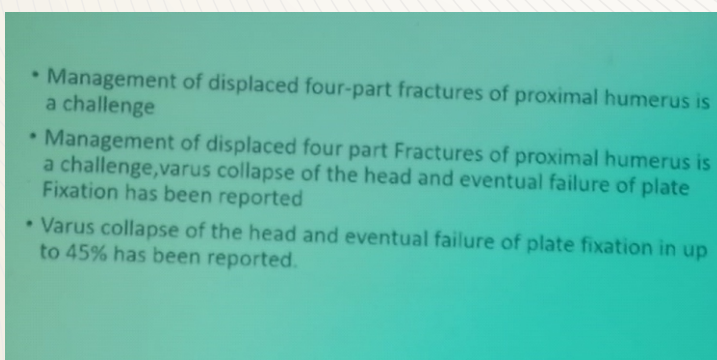 • Management of displaced four-part fractures of proximal humerus is
a challenge
• Management of displaced four part Fractures of proximal humerus is
a challenge,varus collapse of the head and eventual failure of plate
Fixation has been reported
• Varus collapse of the head and eventual failure of plate fixation in up
to 45% has been reported.